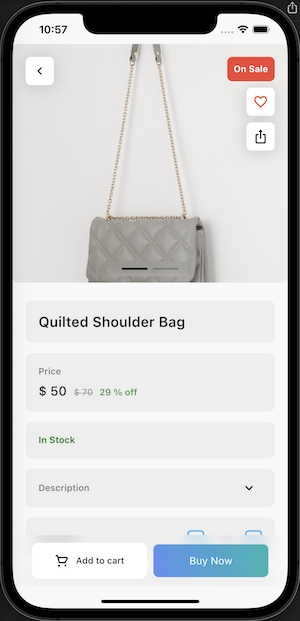 10:57
On Sale
Quilted Shoulder Bag
Price
$ 50 $ 70 29 % off
In Stock
Description
Add to cart
Buy Now